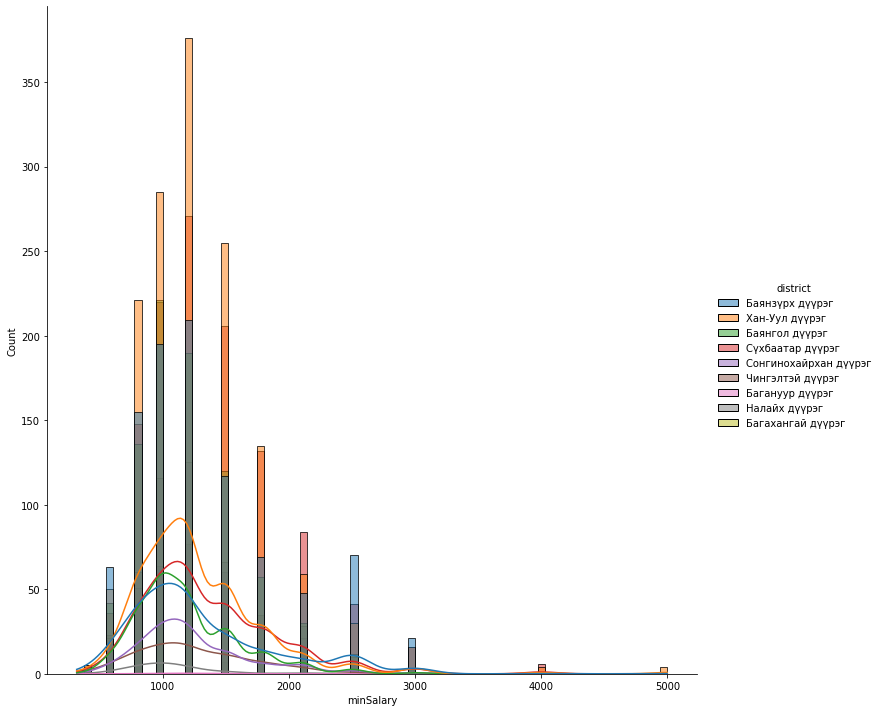 350
300
250
200
150
100
50
0
Count
1000
2000
3000
4000
5000
minSalary
district
Баянзүрх дүүрэг
Хан-Уул дүүрэг
Баянгол дүүрэг
Сүхбаатар дүүрэг
Сонгинохайрхан дүүрэг
Чингэлтэй дүүрэг
Багануур дүүрэг
Налайх дүүрэг
Багахангай дүүрэг